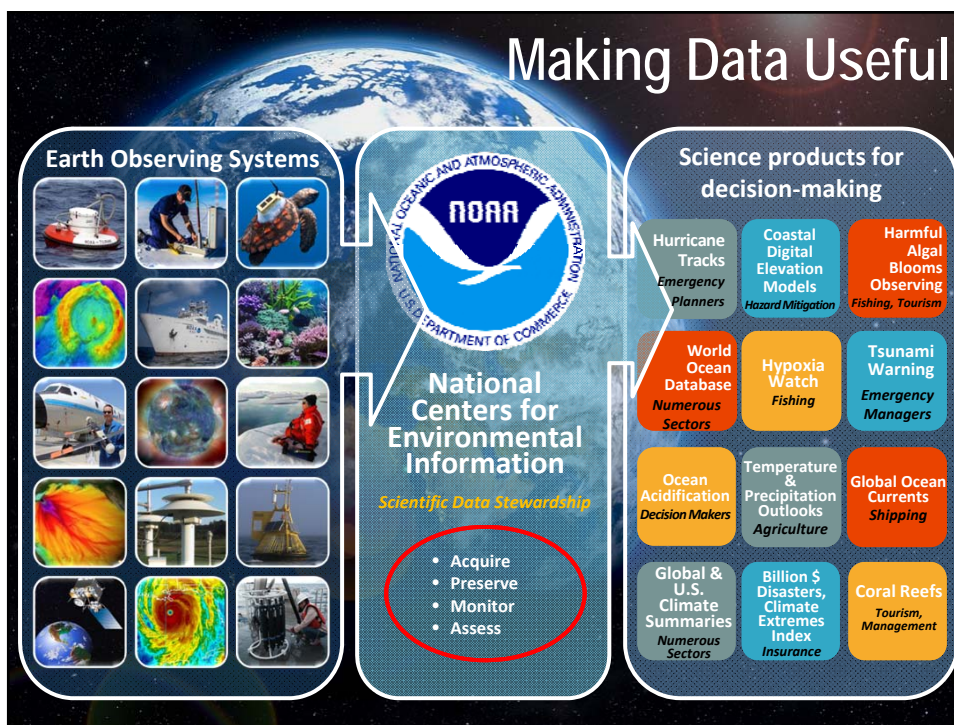 Making Data Useful
Earth Observing Systems
NATIONAL OCEANIC AND ATMOSPHERIC ADMINISTRATION
U.S. DEPARTMENT OF COMMERCE
NOAA
National
Centers for
Environmental
Information
Scientific Data Stewardship
• Acquire
• Preserve
• Monitor
• Assess
Science products for
decision-making
Hurricane
Tracks
Emergency
Planners
Coastal
Digital
Elevation
Models
Hazard Mitigation
Harmful
Algal
Blooms
Observing
Fishing, Tourism
World
Ocean
Database
Numerous
Sectors
Hypoxia
Watch
Fishing
Tsunami
Warning
Emergency
Managers
Ocean
Acidification
Decision Makers
Temperature
&
Precipitation
Outlooks
Agriculture
Global Ocean
Currents
Shipping
Global &
U.S.
Climate
Summaries
Numerous
Sectors
Billion $
Disasters,
Climate
Extremes
Index
Insurance
Coral Reefs
Tourism,
Management